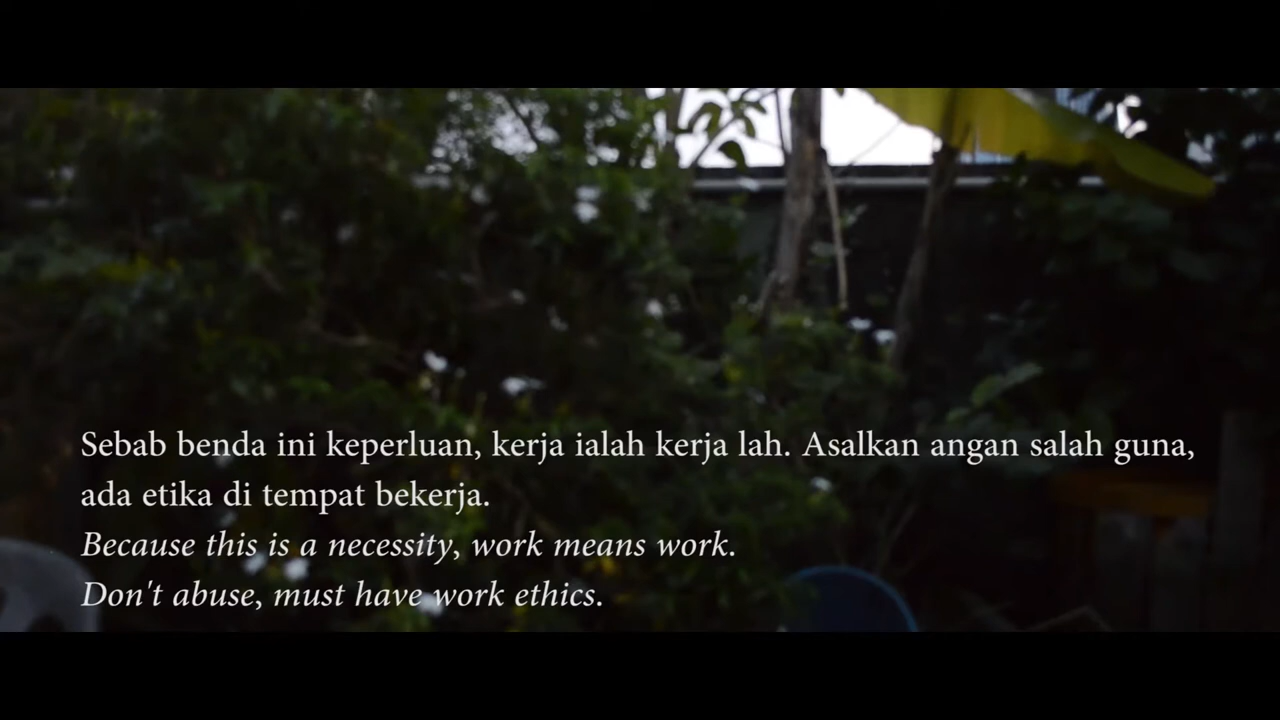 Sebab benda ini keperluan, kerja ialah kerja lah. Asalkan angan salah guna,
ada etika di tempat bekerja.
Because this is a necessity, work means work.
Don't abuse, must have work ethics.